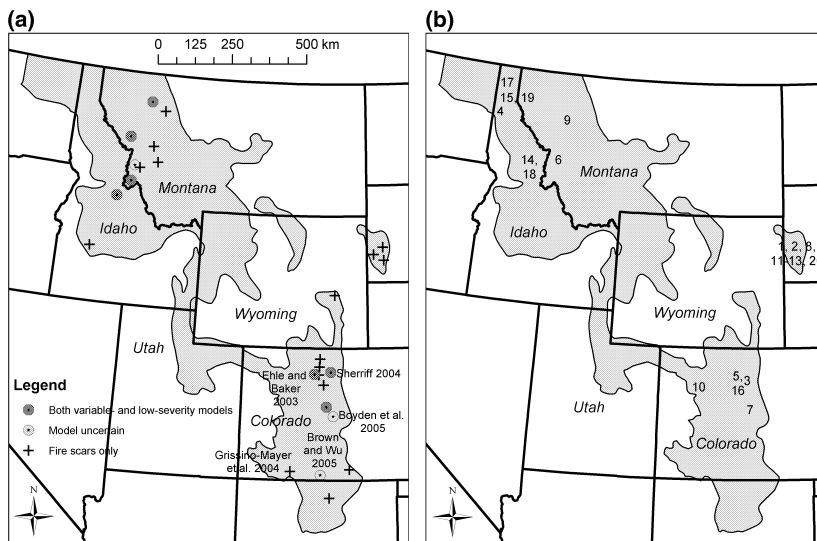 (a)
0 125 250 500 km
Montana
Idaho
Wyoming
Utah
Legend
Both variable- and low-severity models
Model uncertain
Fire scars only
Ehle and
Baker
2003
Sherriff 2004
Colorado
Boyden et al.
2005
Brown
and Wu
2005
Grissino-Mayer
et al. 2004
N
(b)
17
15, 19
4
9
14, 6
18
Montana
Idaho
1, 2, 8,
11-13, 2
Wyoming
Utah
10
5, 3
16
7
Colorado
N